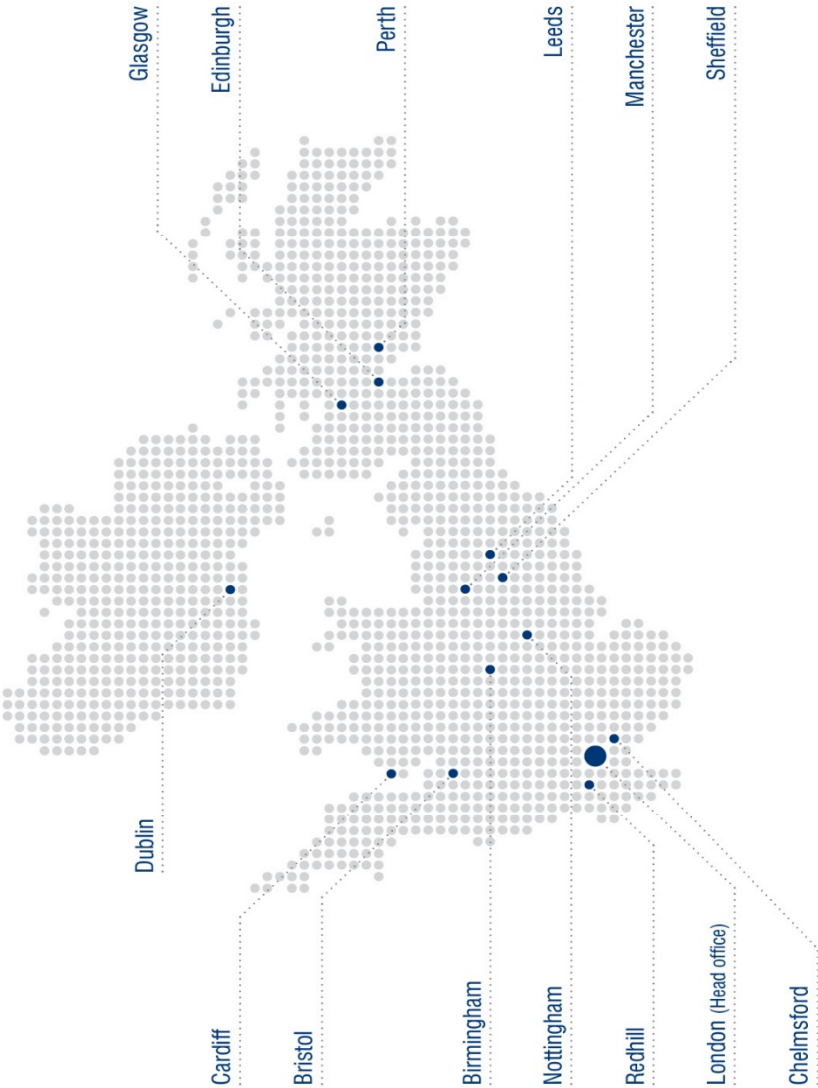 Glasgow
Edinburgh
Perth
Leeds
Manchester
Sheffield
Dublin
Cardiff
Bristol
Birmingham
Nottingham
Redhill
London (Head office)
Chelmsford